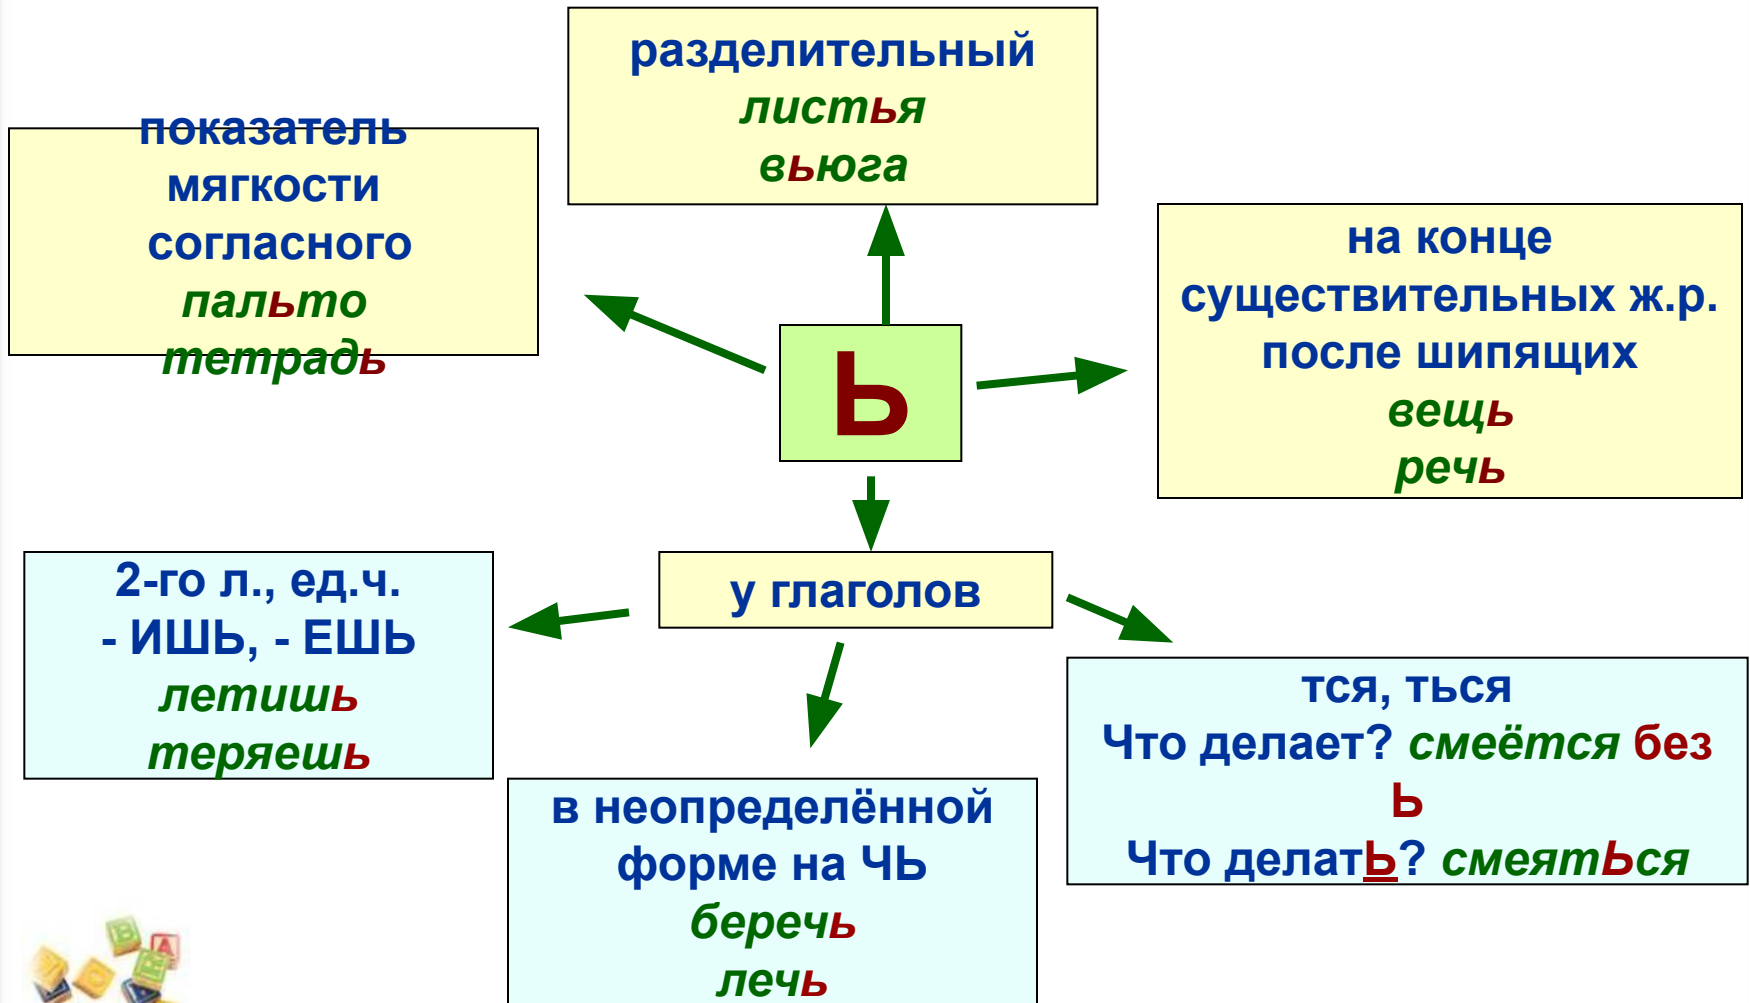 разделительный
листья
вьюга
показатель
мягкости
согласного
пальто
тетрадь
на конце
существительных ж.р.
после шипящих
вещь
речь
Ь
у глаголов
2-го л., ед.ч.
- ИШЬ, - ЕШЬ
летишь
теряешь
в неопределённой
форме на ЧЬ
беречь
лечь
тся, ться
Что делает? смеётся без
Ь
Что делатЬ? смеятЬся